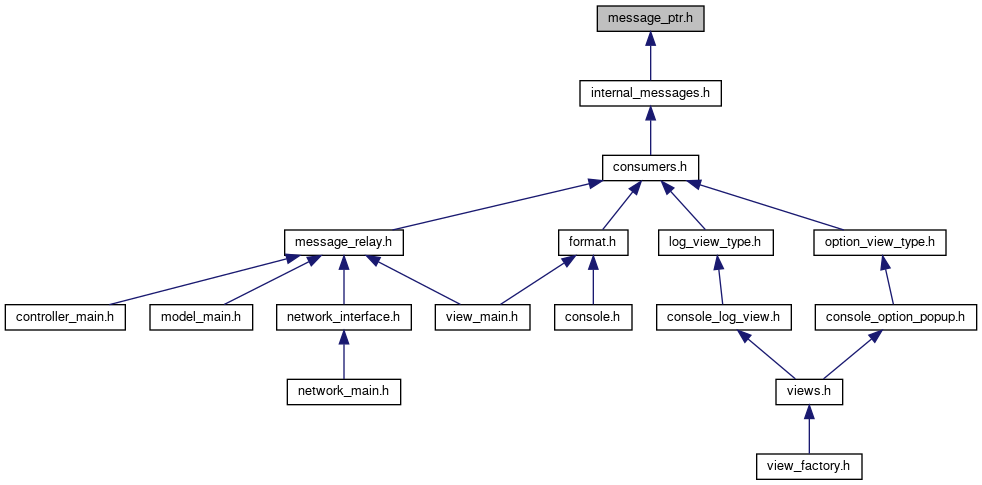 message_ptr.h
internal_messages.h
consumers.h
message_relay.h
format.h
log_view_type.h
option_view_type.h
controller_main.h
model_main.h
network_interface.h
view_main.h
console.h
console_log_view.h
console_option_popup.h
network_main.h
views.h
view_factory.h